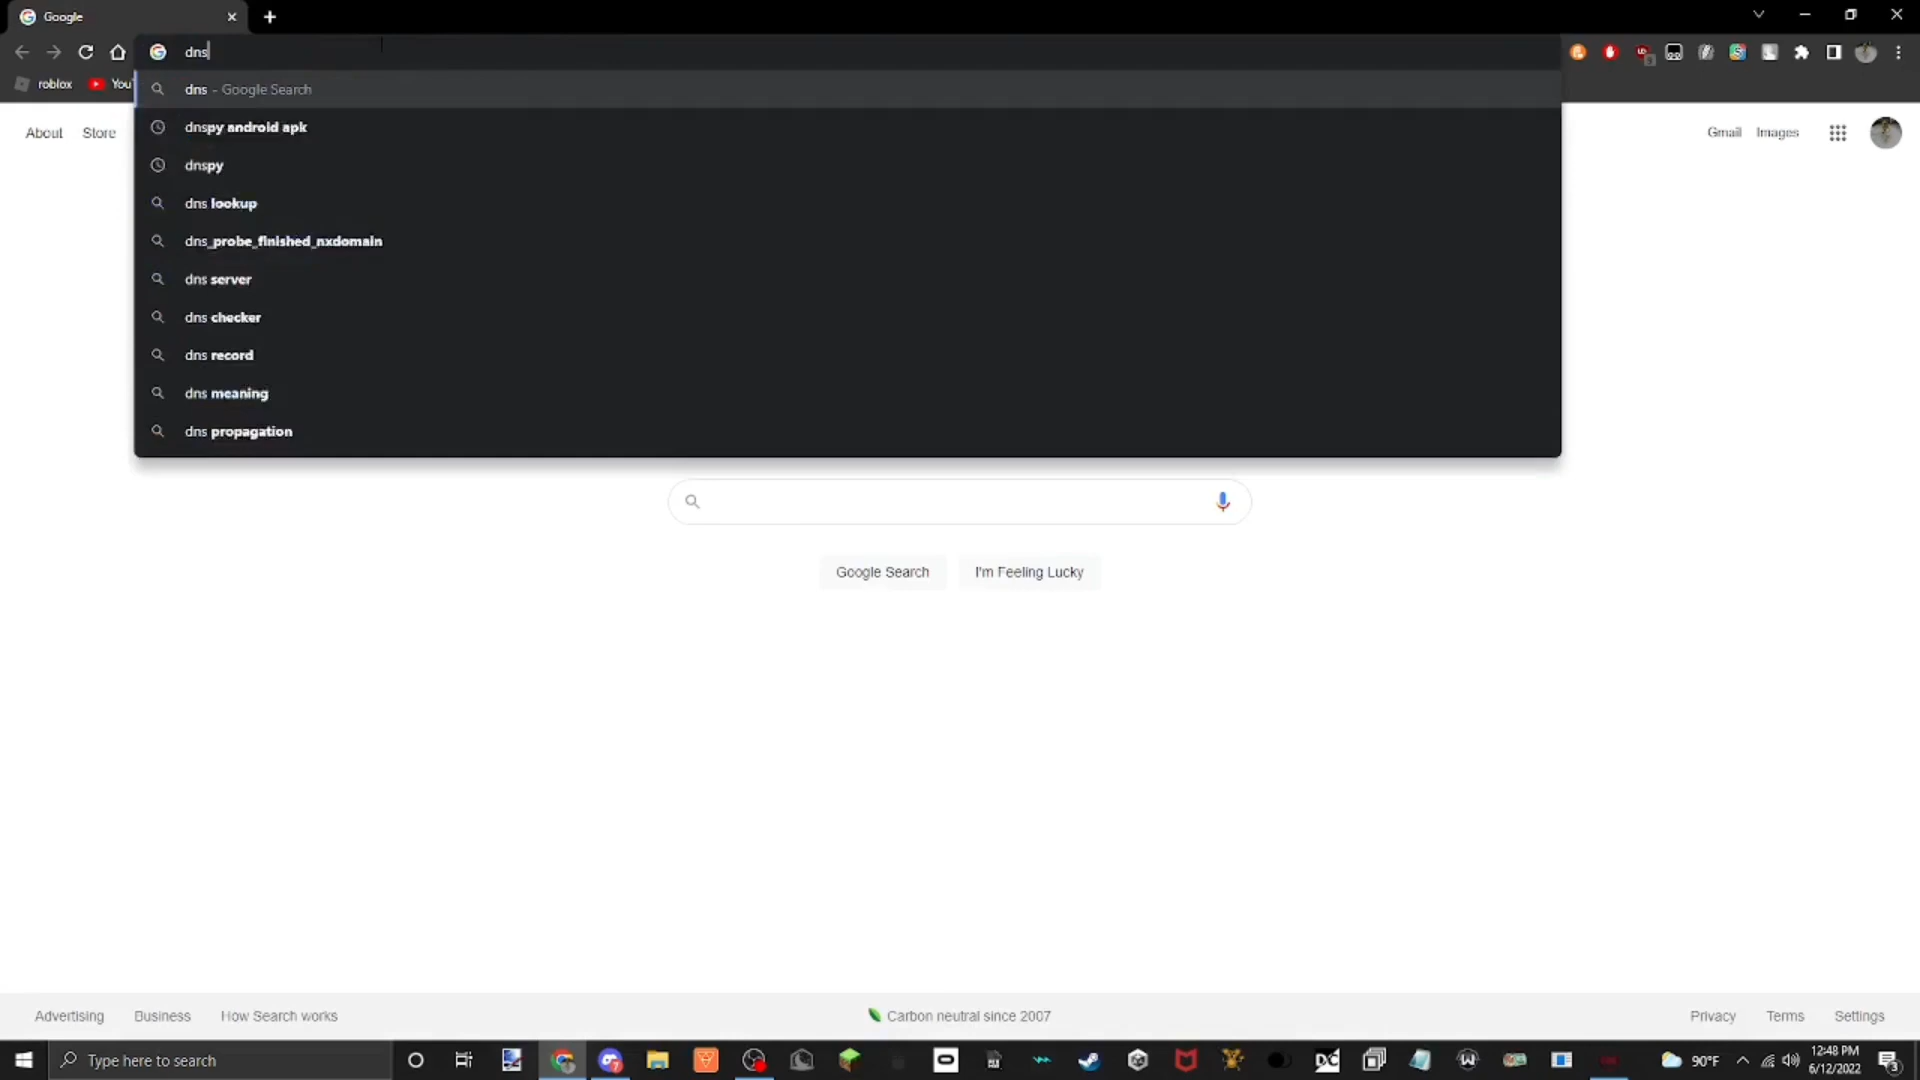 Google
dns
roblox
You
dns - Google Search
dnspy android apk
dnspy
dns lookup
dns_probe_finished_nxdomain
dns server
dns checker
dns record
dns meaning
dns propagation
About Store
Gmail Images
Google Search I'm Feeling Lucky
Advertising Business How Search works
Carbon neutral since 2007
Privacy Terms Settings
Type here to search
90°F
12:48 PM
6/12/2022
3